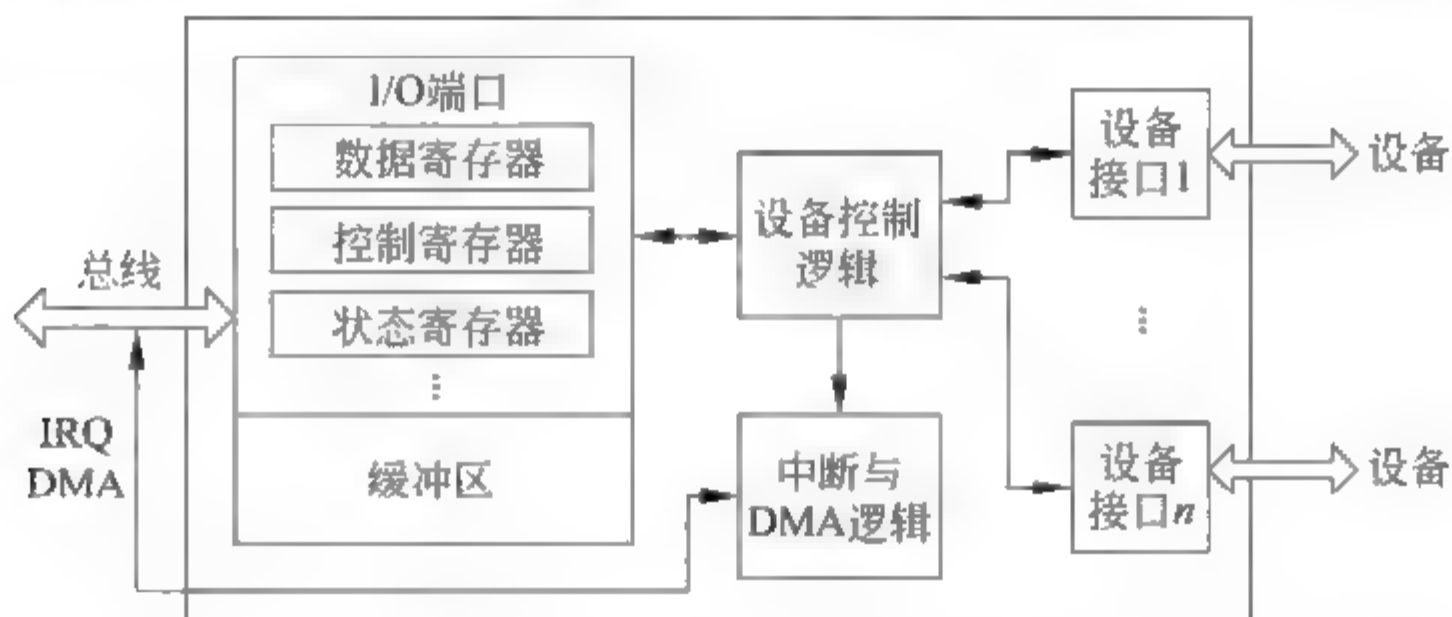 I/O端口
数据寄存器
控制寄存器
状态寄存器
⋮
缓冲区
总线
IRQ
DMA
设备控制
逻辑
中断与
DMA逻辑
设备
接口1
设备
⋮
设备
接口n
设备